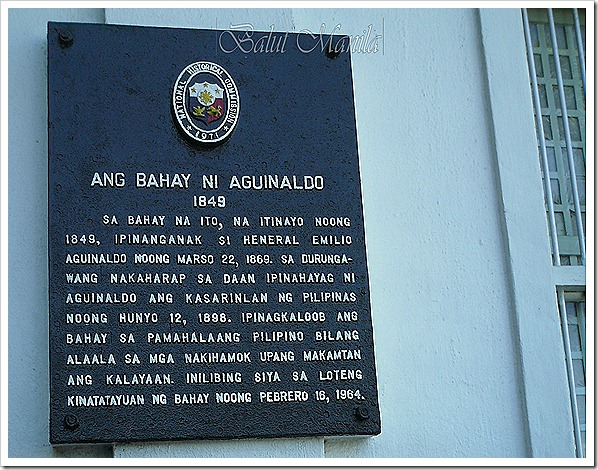 Balut Manila
NATIONAL HISTORICAL COMMISSION
1971
ANG BAHAY NI AGUINALDO
1849
SA BAHAY NA ITO, NA ITINAYO NOONG
1849, IPINANGANAK SI HENERAL EMILIO
AGUINALDO NOONG MARSO 22, 1869. SA DURUNGA-
WANG NAKAHARAP SA DAAN IPINAHAYAG NI
AGUINALDO ANG KASARINLAN NG PILIPINAS
NOONG HUNYO 12, 1898. IPINAGKALOOB ANG
BAHAY SA PAMAHALAANG PILIPINO BILANG
ALAALA SA MGA NAKIHAMOK UPANG MAKAMTAN
ANG KALAYAAN. INILIBING SIYA SA LOTENG
KINATATAYUAN NG BAHAY NOONG PEBRERO 16, 1964.